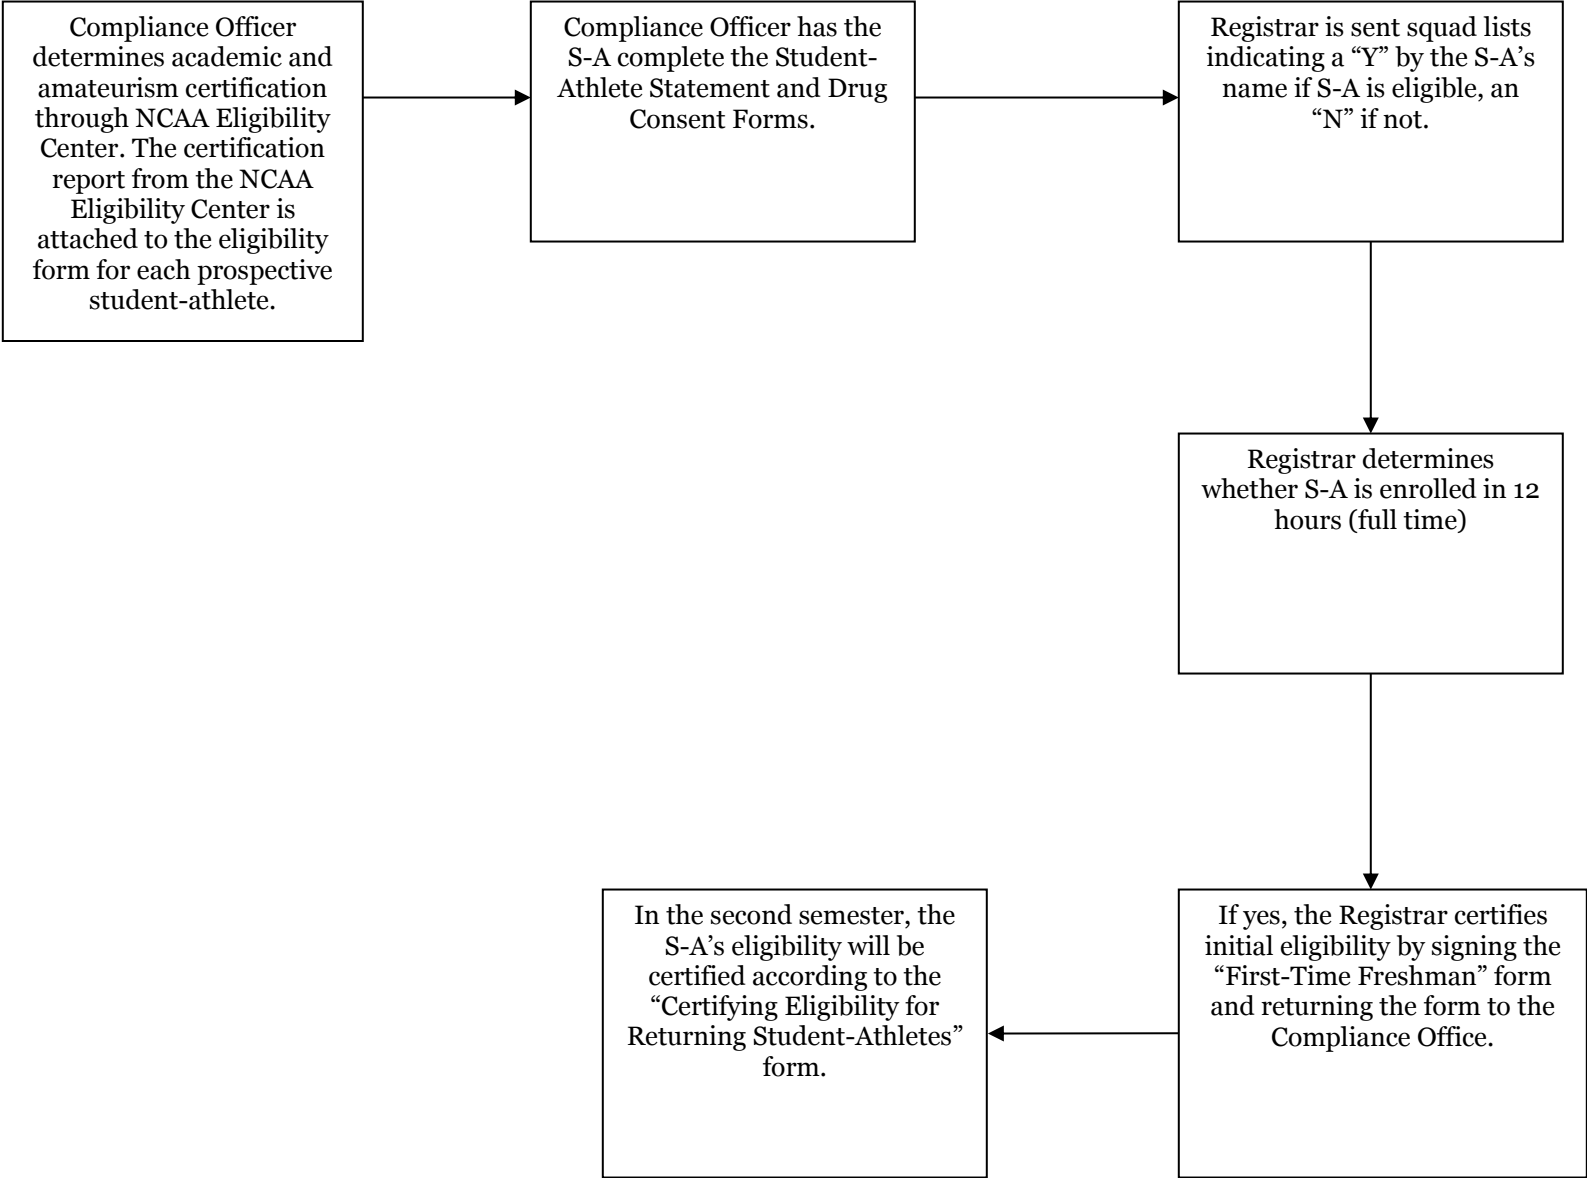 Compliance Officer
determines academic and
amateurism certification
through NCAA Eligibility
Center. The certification
report from the NCAA
Eligibility Center is
attached to the eligibility
form for each prospective
student-athlete.
Compliance Officer has the
S-A complete the Student-
Athlete Statement and Drug
Consent Forms.
Registrar is sent squad lists
indicating a “Y” by the S-A’s
name if S-A is eligible, an
“N” if not.
Registrar determines
whether S-A is enrolled in 12
hours (full time)
If yes, the Registrar certifies
initial eligibility by signing the
“First-Time Freshman” form
and returning the form to the
Compliance Office.
In the second semester, the
S-A’s eligibility will be
certified according to the
“Certifying Eligibility for
Returning Student-Athletes”
form.